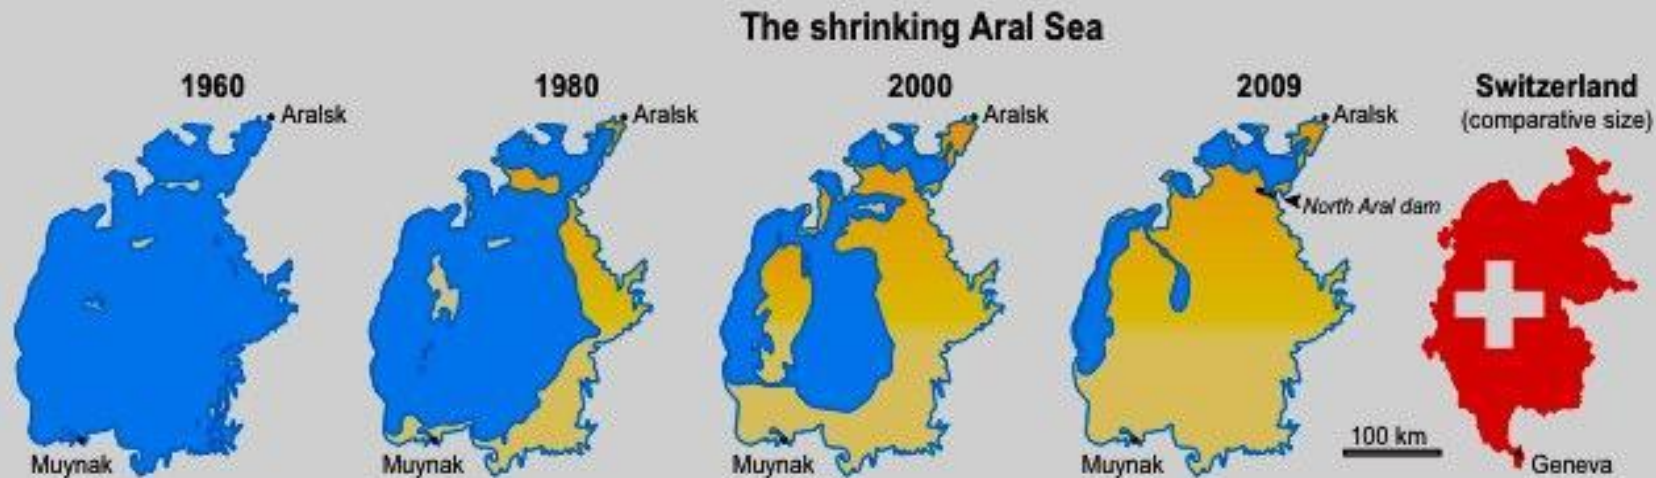 The shrinking Aral Sea
1960
1980
2000
2009
Switzerland
(comparative size)
Aralsk
Aralsk
Aralsk
Aralsk
North Aral dam
100 km
Muynak
Muynak
Muynak
Muynak
Geneva